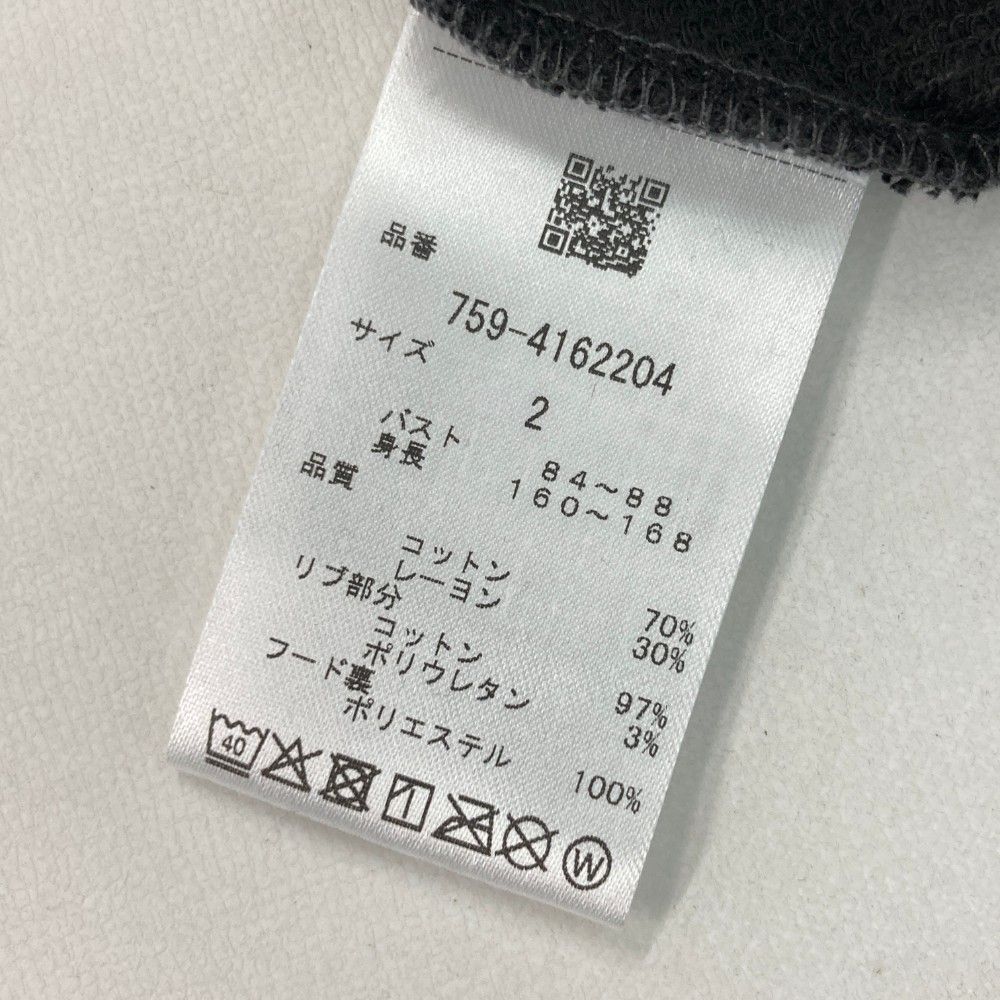 品番
759-4162204
サイズ
2
バスト 84～88
身長 160～168
品質
コットン 70%
レーヨン 30%
リブ部分
コットン 97%
ポリウレタン 3%
フード裏
ポリエステル 100%
40 W